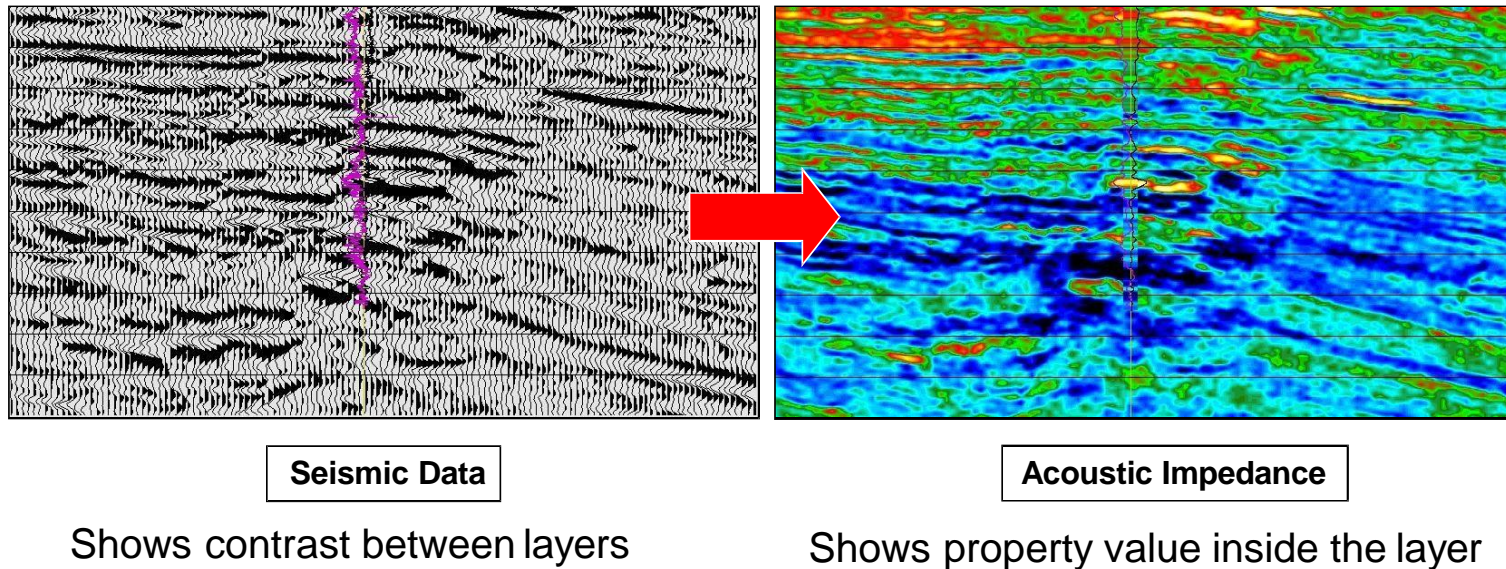 Seismic Data
Acoustic Impedance
Shows contrast between layers
Shows property value inside the layer